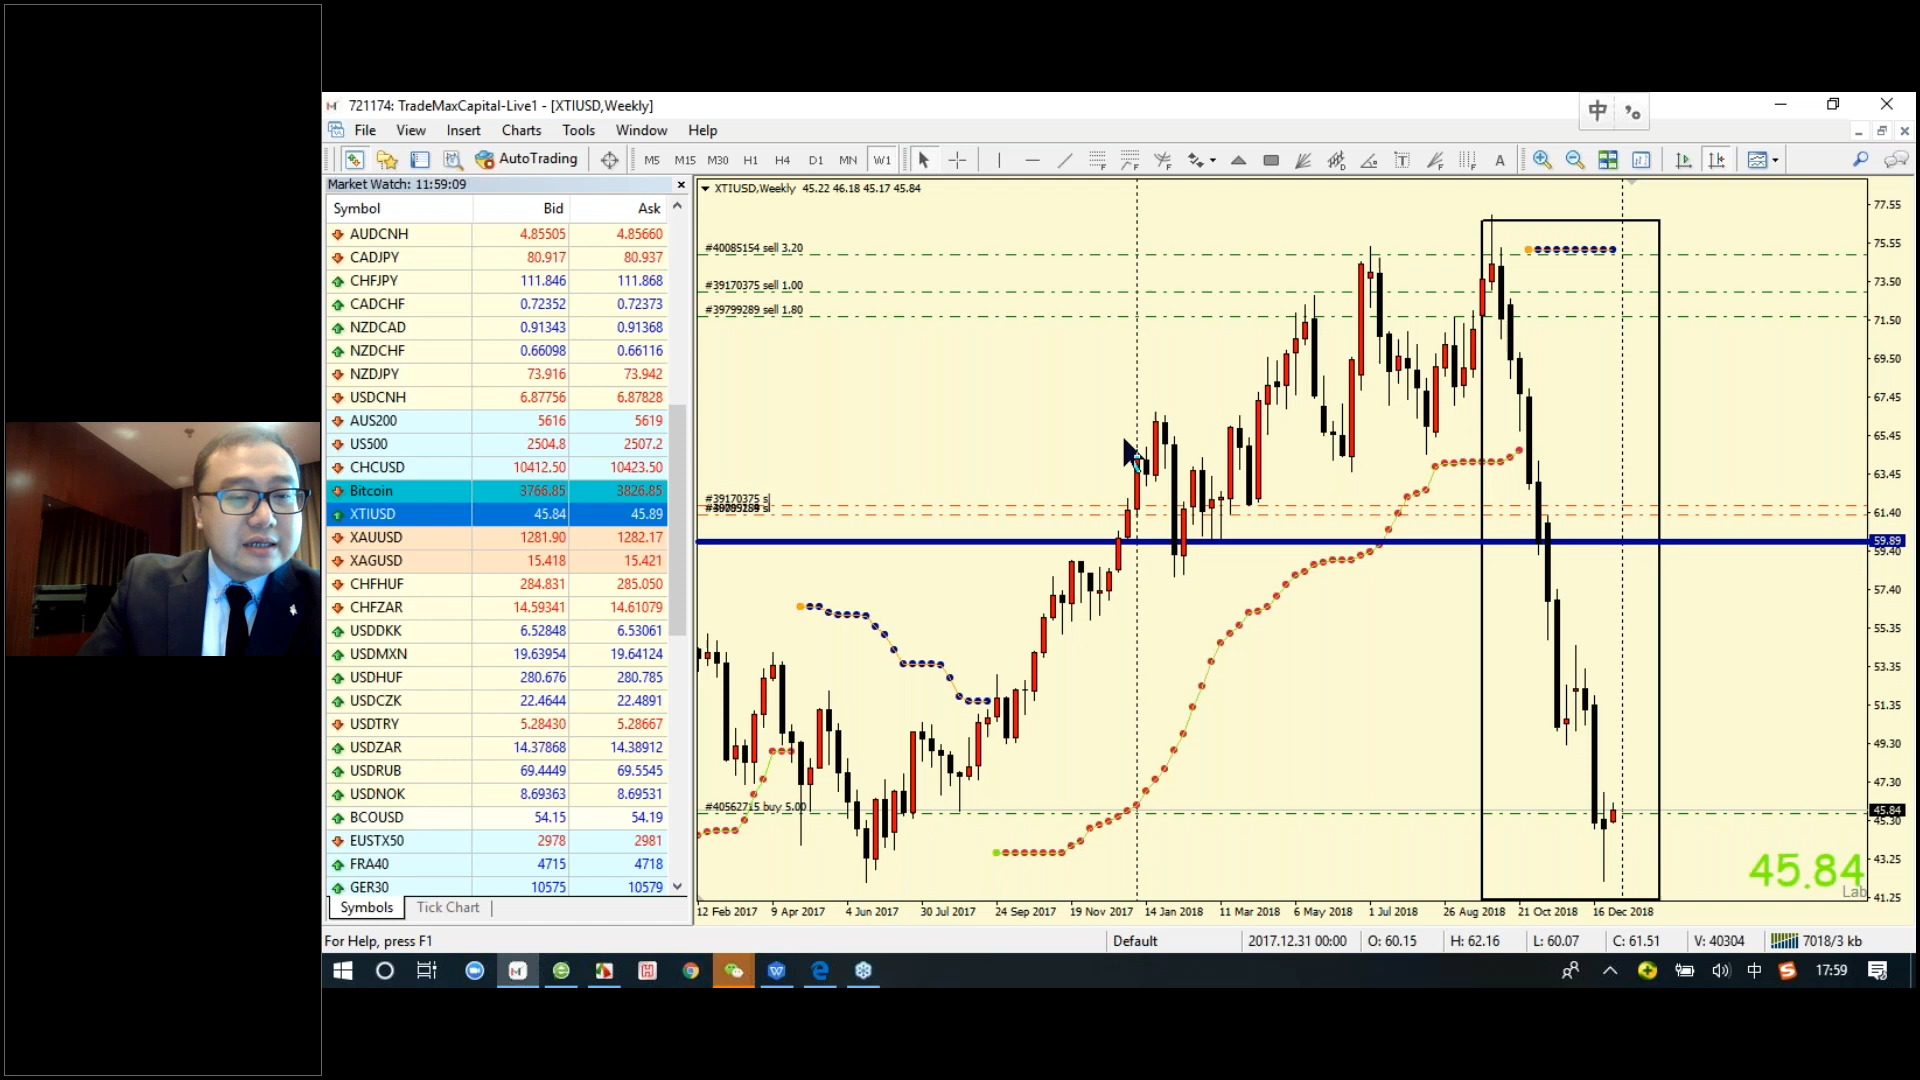 721174: TradeMaxCapital-Live1 - [XTIUSD,Weekly]
中
File View Insert Charts Tools Window Help
AutoTrading M5 M15 M30 H1 H4 D1 MN W1 A
Market Watch: 11:59:09
Symbol Bid Ask
AUDCNH 4.85505 4.85660
CADJPY 80.917 80.937
CHFJPY 111.846 111.868
CADCHF 0.72352 0.72373
NZDCAD 0.91343 0.91368
NZDCHF 0.66098 0.66116
NZDJPY 73.916 73.942
USDCNH 6.87756 6.87828
AUS200 5616 5619
US500 2504.8 2507.2
CHCUSD 10412.50 10423.50
Bitcoin 3766.85 3826.85
XTIUSD 45.84 45.89
XAUUSD 1281.90 1282.17
XAGUSD 15.418 15.421
CHFHUF 284.831 285.050
CHFZAR 14.59341 14.61079
USDDKK 6.52848 6.53061
USDMXN 19.63954 19.64124
USDHUF 280.676 280.785
USDCZK 22.4644 22.4891
USDTRY 5.28430 5.28667
USDZAR 14.37868 14.38912
USDRUB 69.4449 69.5545
USDNOK 8.69363 8.69531
BCOUSD 54.15 54.19
EUSTX50 2978 2981
FRA40 4715 4718
GER30 10575 10579
Symbols Tick Chart
XTIUSD,Weekly 45.22 46.18 45.17 45.84
#40085154 sell 3.20
#39170375 sell 1.00
#39799289 sell 1.80
#39170375 sl
#40562715 buy 5.00
77.55
75.55
73.50
71.50
69.50
67.45
65.45
63.45
61.40
59.89
59.40
57.40
55.35
53.35
51.35
49.30
47.30
45.84
45.30
43.25
41.25
45.84
Lab
12 Feb 2017 9 Apr 2017 4 Jun 2017 30 Jul 2017 24 Sep 2017 19 Nov 2017 14 Jan 2018 11 Mar 2018 6 May 2018 1 Jul 2018 26 Aug 2018 21 Oct 2018 16 Dec 2018
For Help, press F1 Default 2017.12.31 00:00 O: 60.15 H: 62.16 L: 60.07 C: 61.51 V: 40304 7018/3 kb
中 17:59